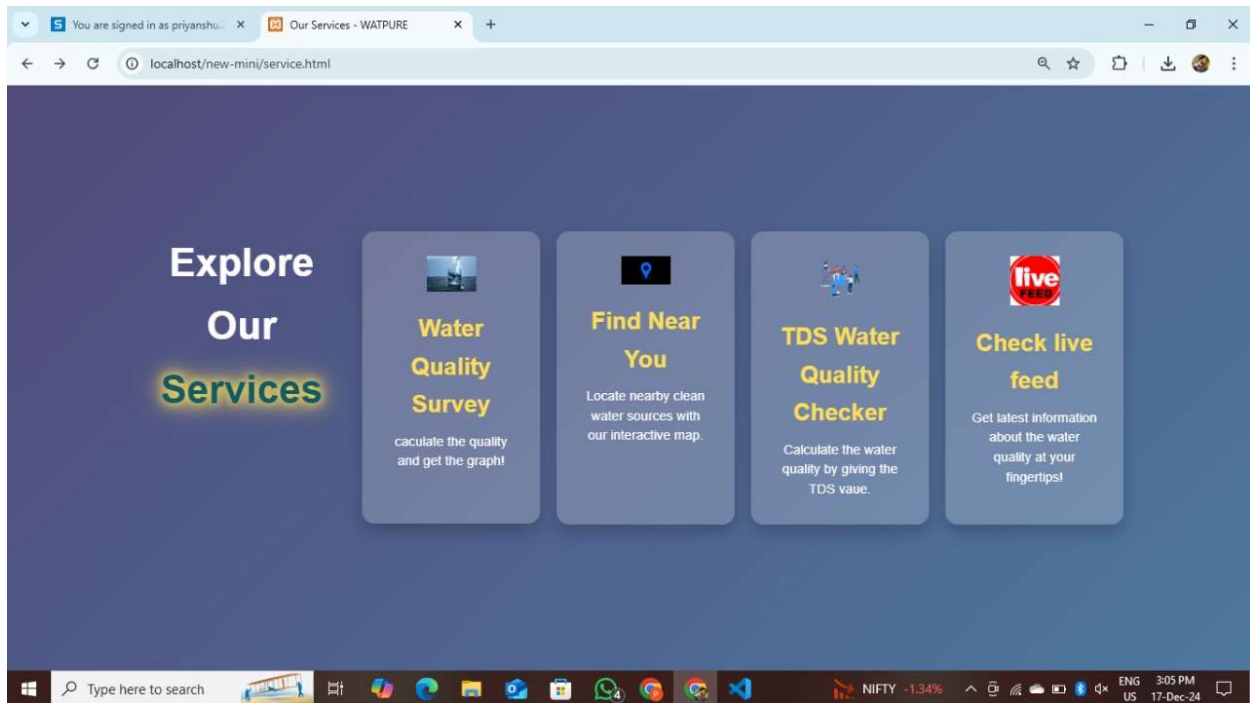 You are signed in as priyanshu.
Our Services - WATPURE
localhost/new-mini/service.html
Explore
Our
Services
Water
Quality
Survey
caculate the quality
and get the graph!
Find Near
You
Locate nearby clean
water sources with
our interactive map.
TDS Water
Quality
Checker
Calculate the water
quality by giving the
TDS vaue.
live
FEED
Check live
feed
Get latest information
about the water
quality at your
fingertips!
Type here to search
4
NIFTY -1.34%
ENG
US
3:05 PM
17-Dec-24